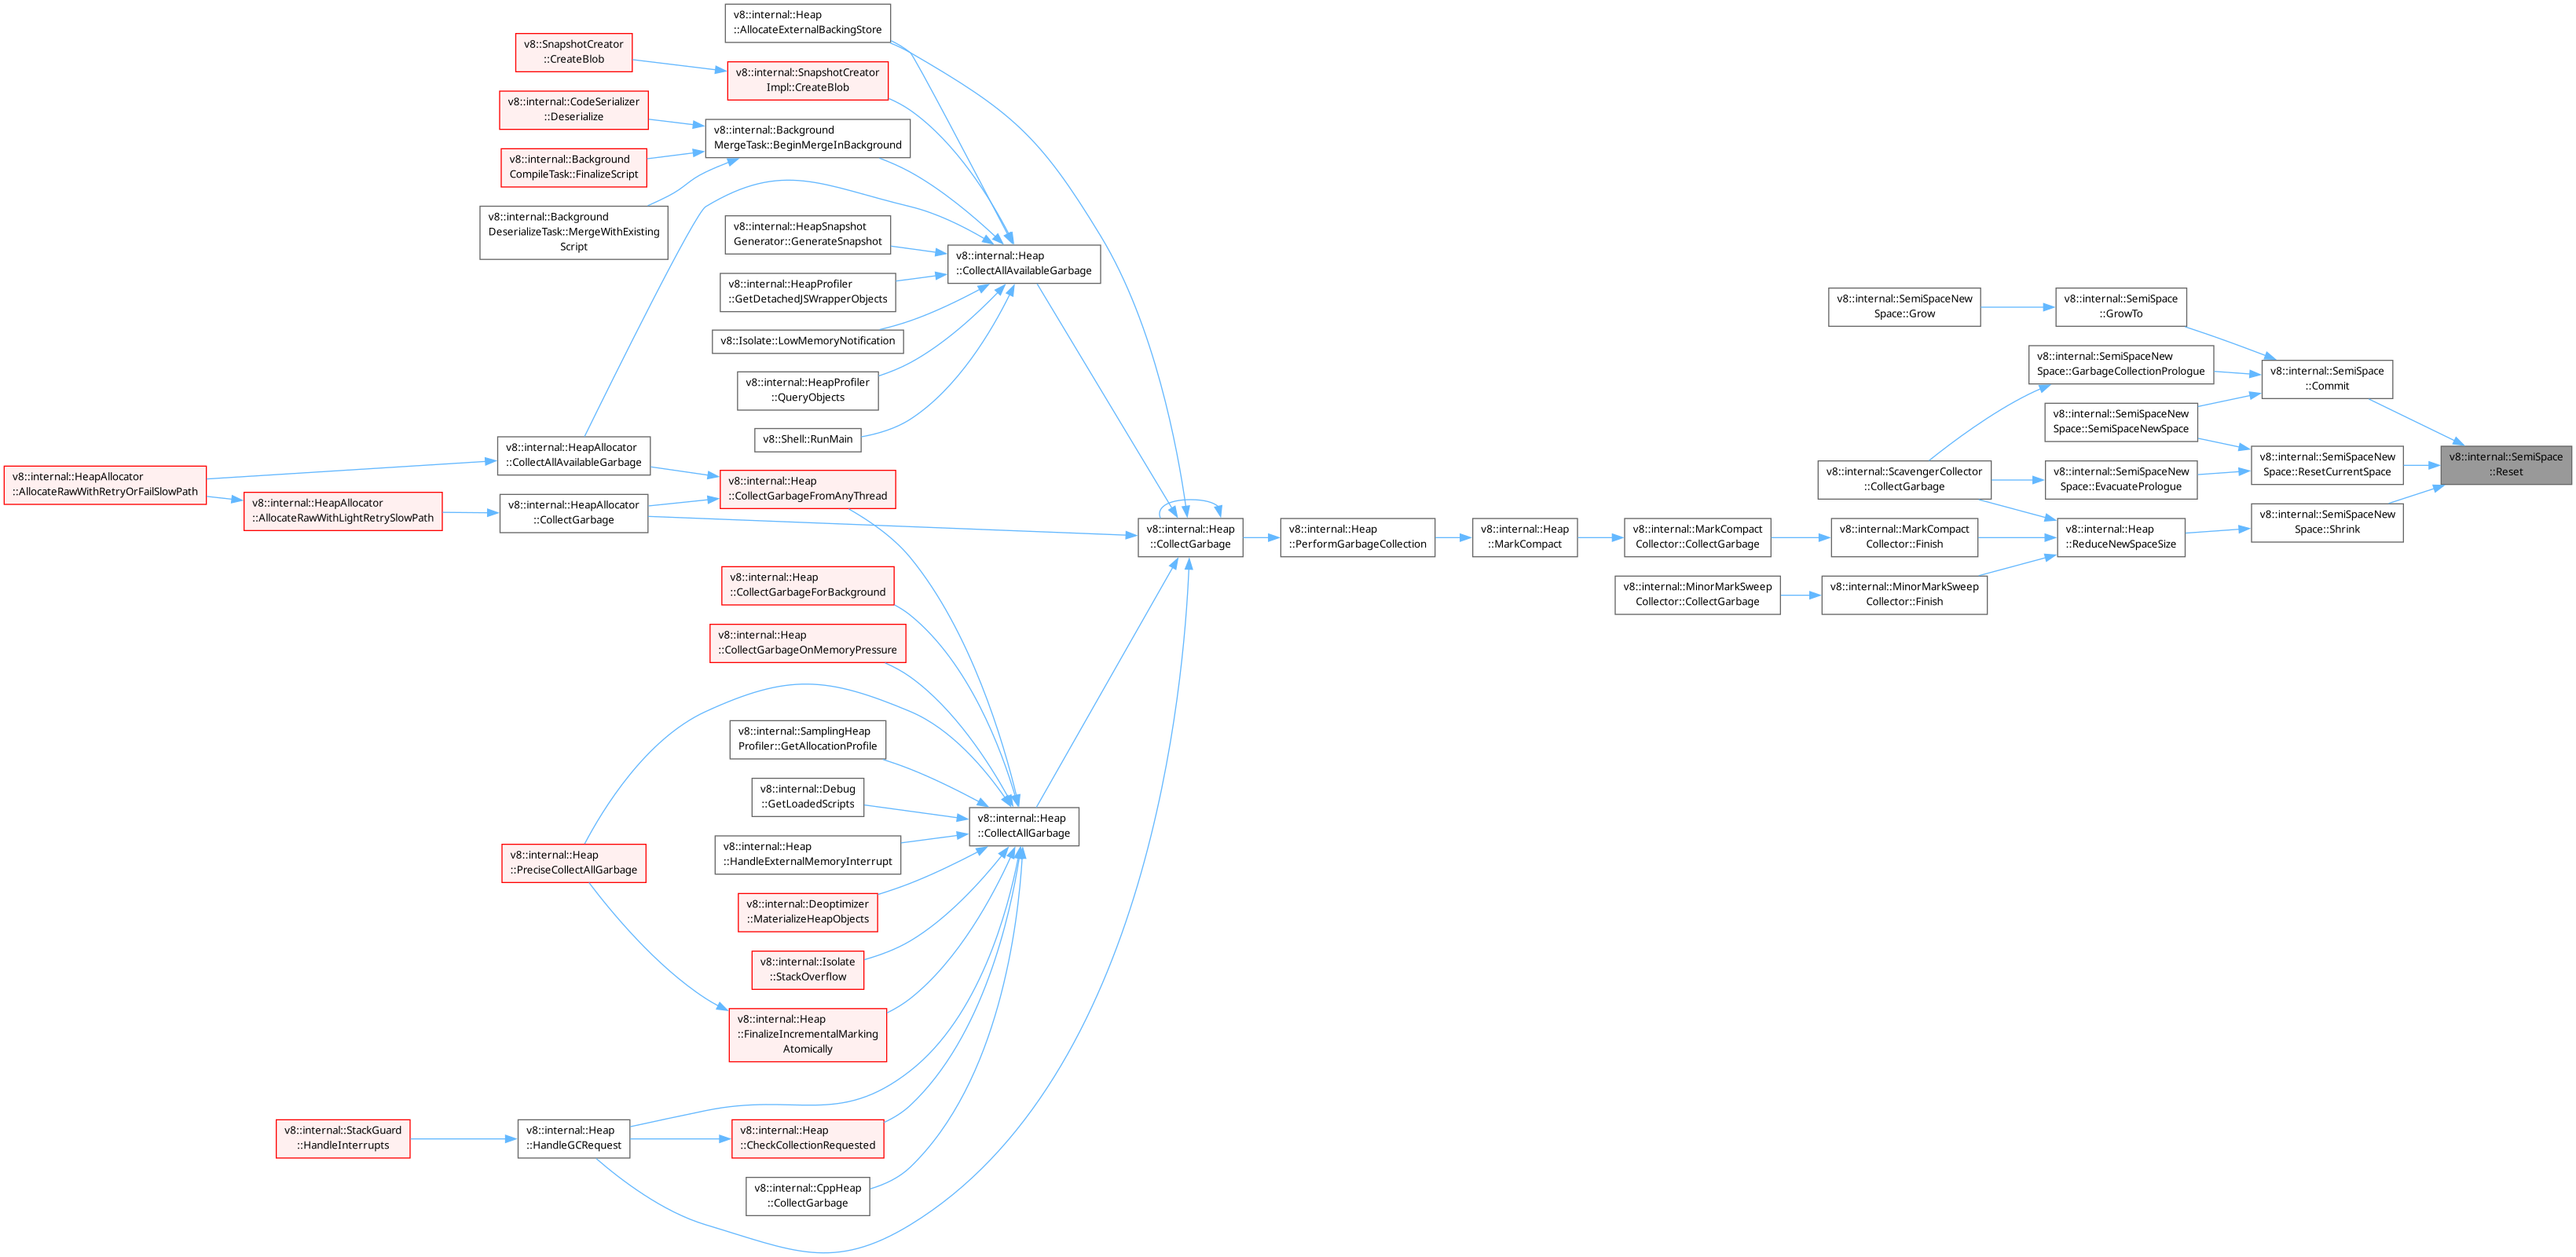 v8::internal::Heap
::AllocateExternalBackingStore
v8::SnapshotCreator
::CreateBlob
v8::internal::SnapshotCreator
Impl::CreateBlob
v8::internal::CodeSerializer
::Deserialize
v8::internal::Background
MergeTask::BeginMergeInBackground
v8::internal::Background
CompileTask::FinalizeScript
v8::internal::Background
DeserializeTask::MergeWithExisting
Script
v8::internal::HeapSnapshot
Generator::GenerateSnapshot
v8::internal::Heap
::CollectAllAvailableGarbage
v8::internal::HeapProfiler
::GetDetachedJSWrapperObjects
v8::Isolate::LowMemoryNotification
v8::internal::HeapProfiler
::QueryObjects
v8::Shell::RunMain
v8::internal::HeapAllocator
::CollectAllAvailableGarbage
v8::internal::HeapAllocator
::AllocateRawWithRetryOrFailSlowPath
v8::internal::HeapAllocator
::AllocateRawWithLightRetrySlowPath
v8::internal::HeapAllocator
::CollectGarbage
v8::internal::Heap
::CollectGarbageFromAnyThread
v8::internal::Heap
::CollectGarbage
v8::internal::Heap
::PerformGarbageCollection
v8::internal::Heap
::MarkCompact
v8::internal::MarkCompact
Collector::CollectGarbage
v8::internal::MarkCompact
Collector::Finish
v8::internal::MinorMarkSweep
Collector::CollectGarbage
v8::internal::MinorMarkSweep
Collector::Finish
v8::internal::SemiSpaceNew
Space::Grow
v8::internal::SemiSpace
::GrowTo
v8::internal::SemiSpaceNew
Space::GarbageCollectionPrologue
v8::internal::SemiSpace
::Commit
v8::internal::SemiSpaceNew
Space::SemiSpaceNewSpace
v8::internal::ScavengerCollector
::CollectGarbage
v8::internal::SemiSpaceNew
Space::EvacuatePrologue
v8::internal::SemiSpaceNew
Space::ResetCurrentSpace
v8::internal::SemiSpace
::Reset
v8::internal::Heap
::ReduceNewSpaceSize
v8::internal::SemiSpaceNew
Space::Shrink
v8::internal::Heap
::CollectGarbageForBackground
v8::internal::Heap
::CollectGarbageOnMemoryPressure
v8::internal::SamplingHeap
Profiler::GetAllocationProfile
v8::internal::Debug
::GetLoadedScripts
v8::internal::Heap
::CollectAllGarbage
v8::internal::Heap
::HandleExternalMemoryInterrupt
v8::internal::Heap
::PreciseCollectAllGarbage
v8::internal::Deoptimizer
::MaterializeHeapObjects
v8::internal::Isolate
::StackOverflow
v8::internal::Heap
::FinalizeIncrementalMarking
Atomically
v8::internal::StackGuard
::HandleInterrupts
v8::internal::Heap
::HandleGCRequest
v8::internal::Heap
::CheckCollectionRequested
v8::internal::CppHeap
::CollectGarbage